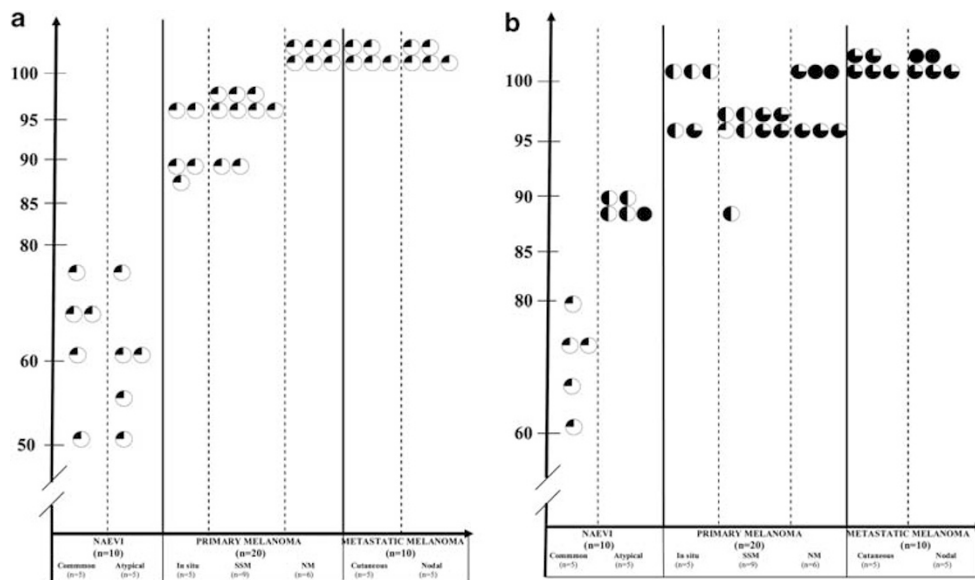 a
100
95
90
85
80
60
50
NAEVI PRIMARY MELANOMA METASTATIC MELANOMA
(n=10) (n=20) (n=10)
Commmon Atypical In situ SSM NM Cutaneous Nodal
(n=5) (n=5) (n=5) (n=9) (n=6) (n=5) (n=5)
b
100
95
90
85
80
60
NAEVI PRIMARY MELANOMA METASTATIC MELANOMA
(n=10) (n=20) (n=10)
Commmon Atypical In situ SSM NM Cutaneous Nodal
(n=5) (n=5) (n=5) (n=9) (n=6) (n=5) (n=5)